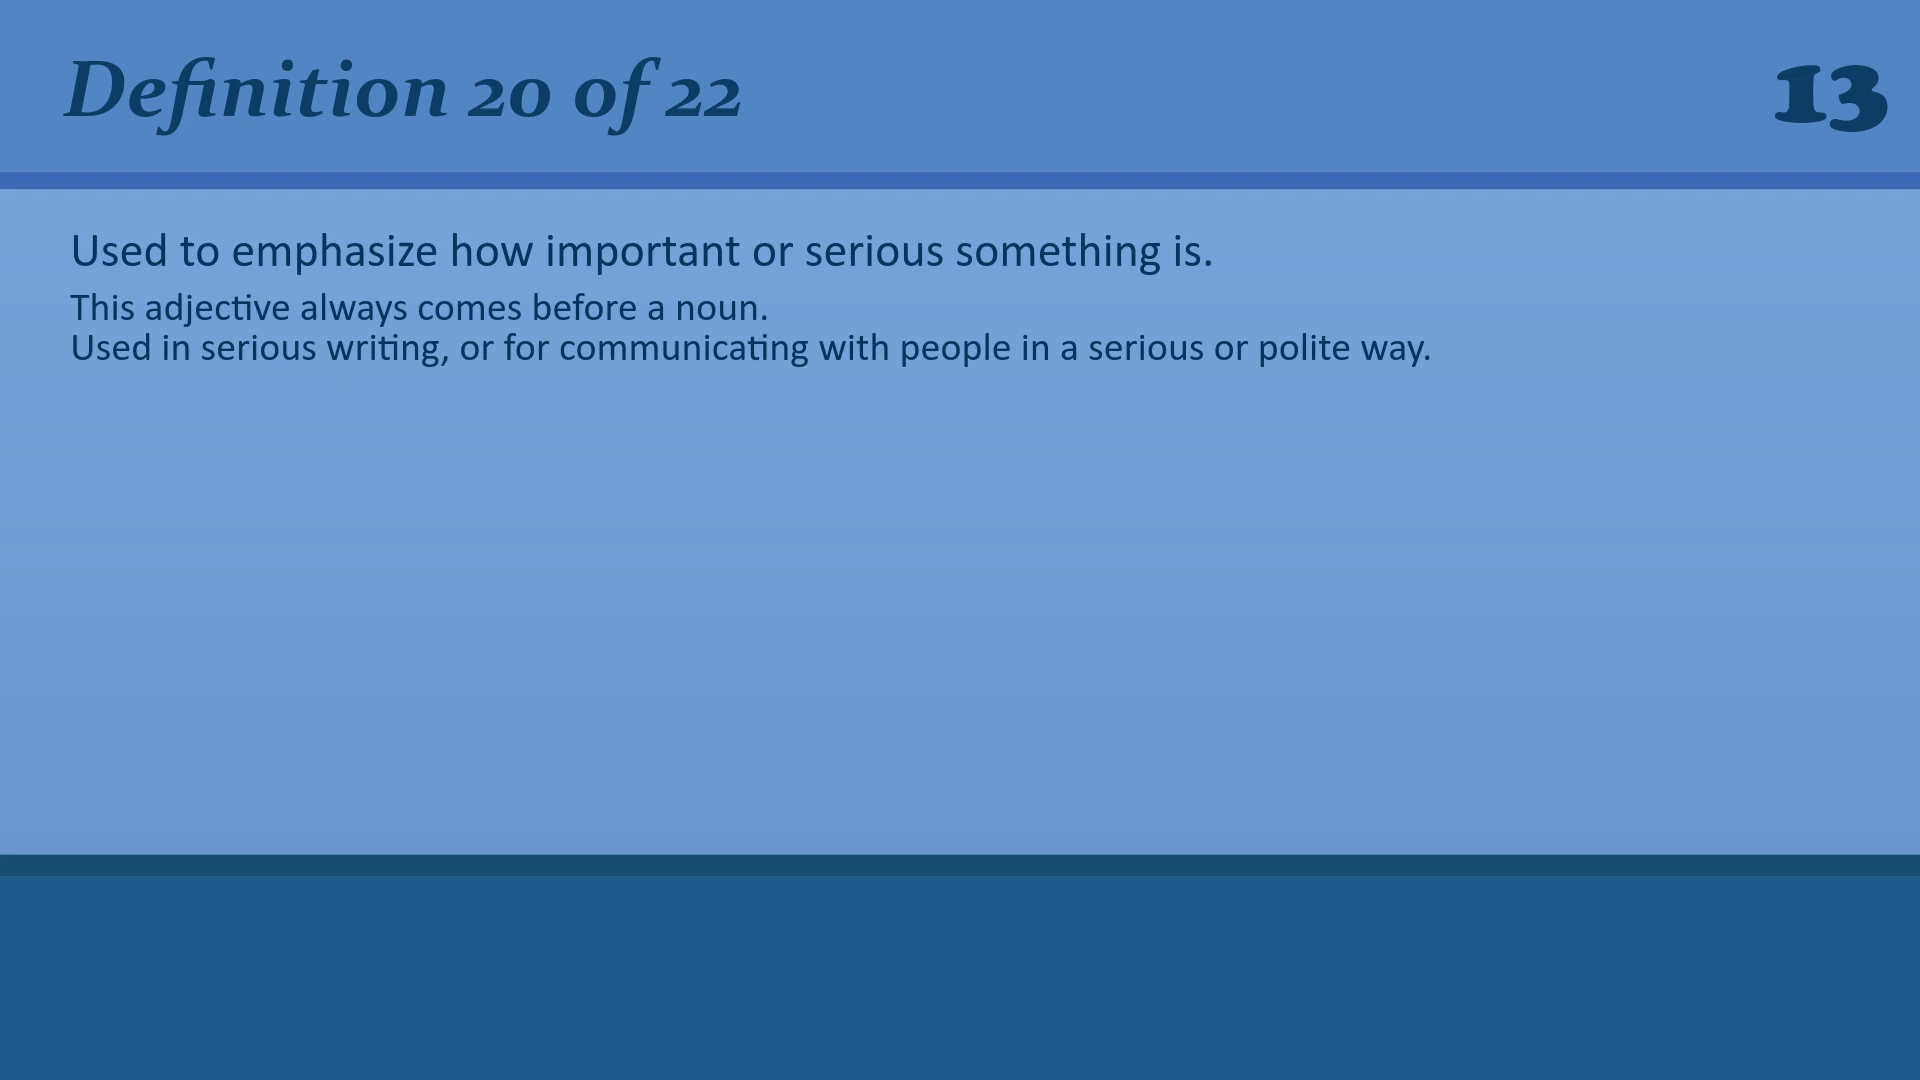 Definition 20 of 22
13
Used to emphasize how important or serious something is.
This adjective always comes before a noun.
Used in serious writing, or for communicating with people in a serious or polite way.